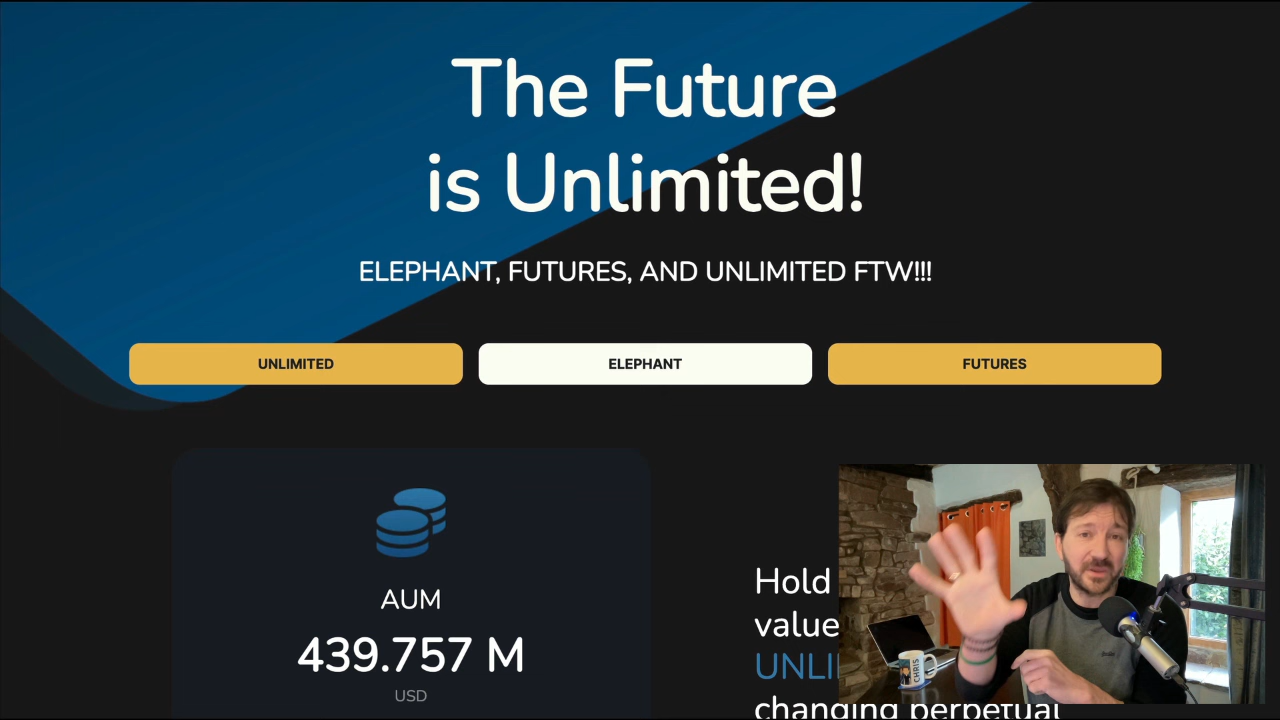 The Future
is Unlimited!
ELEPHANT, FUTURES, AND UNLIMITED FTW!!!
UNLIMITED
ELEPHANT
FUTURES
AUM
439.757 M
USD
Hold
value
UNLI
changing perpetual
CHRIS